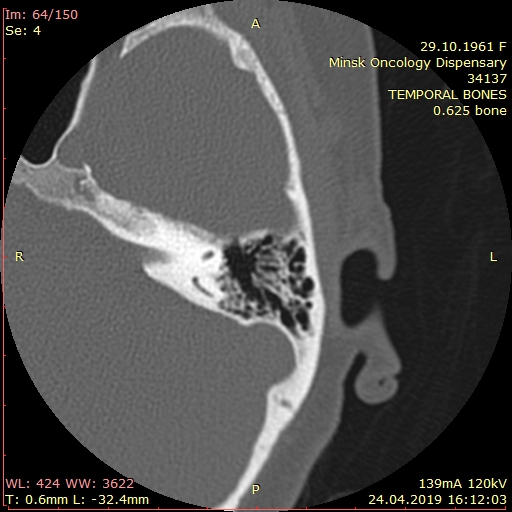 Im: 64/150
Se: 4
A
29.10.1961 F
Minsk Oncology Dispensary
34137
TEMPORAL BONES
0.625 bone
R
L
WL: 424 WW: 3622
T: 0.6mm L: -32.4mm
P
139mA 120kV
24.04.2019 16:12:03